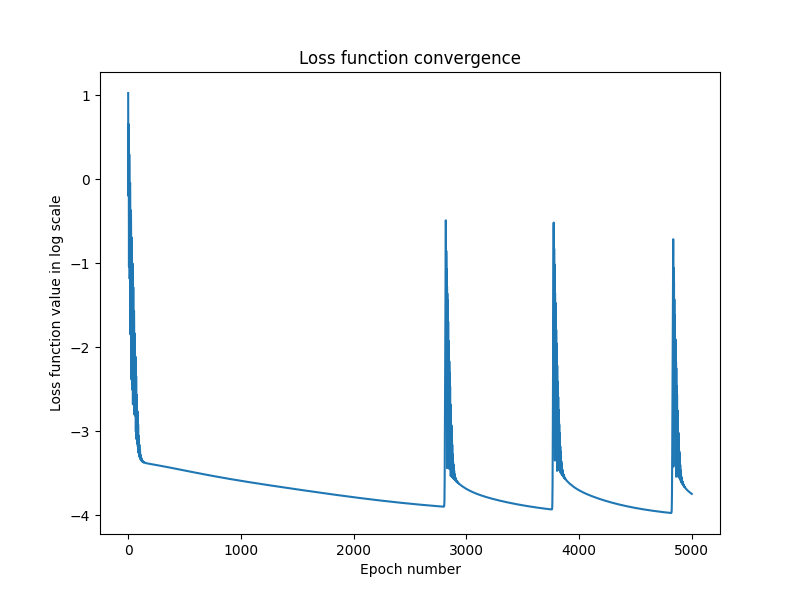 Loss function convergence
Loss function value in log scale
1
0
−1
−2
−3
−4
0 1000 2000 3000 4000 5000
Epoch number